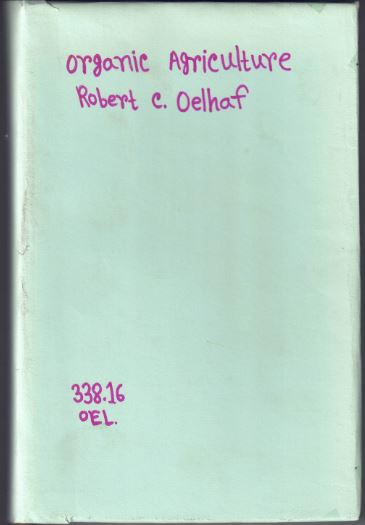 Organic Agriculture
Robert C. Oelhaf
338.16
OEL.